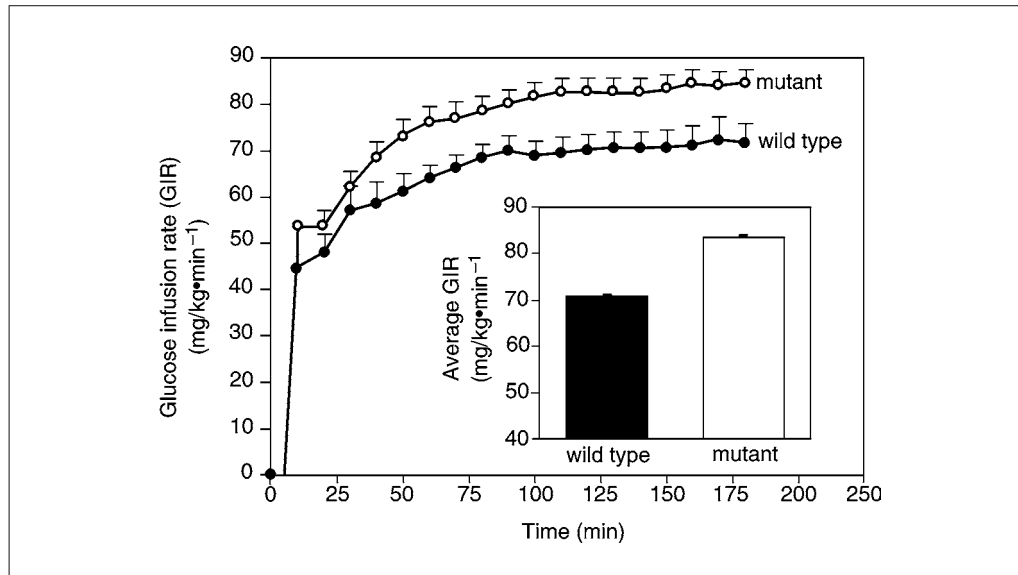 90
80
70
60
50
40
30
20
10
0
Glucose infusion rate (GIR)
(mg/kg•min−1)
mutant
wild type
90
80
70
60
50
40
Average GIR
(mg/kg•min−1)
wild type mutant
0 25 50 75 100 125 150 175 200 250
Time (min)